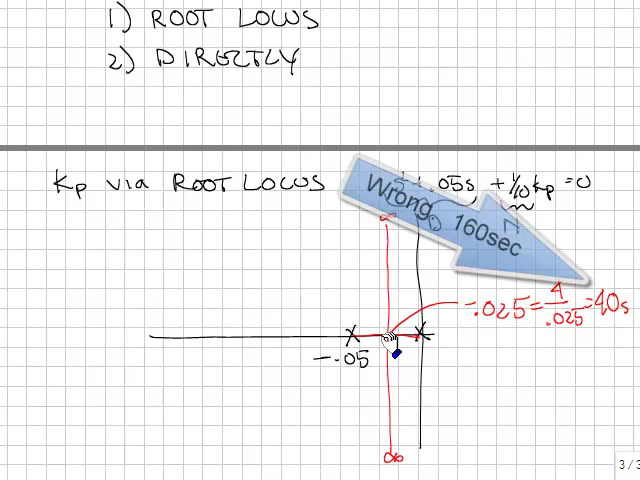 1) ROOT LOCUS
2) DIRECTLY
Kp via ROOT LOCUS
.05s, + 1/10 Kp = 0
Wrong 160sec
-.025 = 4/.025 = 40s
-.05
∞
3 / 3